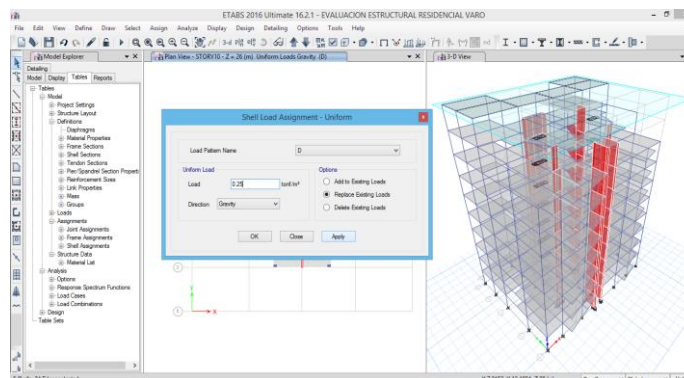 ETABS 2016 Ultimate 16.2.1 - EVALUACION ESTRUCTURAL RESIDENCIAL VARO
File Edit View Define Draw Select Assign Analyze Display Design Detailing Options Tools Help
Model Explorer
Plan View - STORY10 - Z = 26 (m) Uniform Loads Gravity (D)
3-D View
Detailing
Model Display Tables Reports
Tables
Model
Project Settings
Structure Layout
Definitions
Diaphragms
Material Properties
Frame Sections
Shell Sections
Tendon Sections
Pier/Spandrel Section Properti
Reinforcement Sizes
Link Properties
Mass
Groups
Loads
Assignments
Joint Assignments
Frame Assignments
Shell Assignments
Structure Data
Material List
Analysis
Options
Response Spectrum Functions
Load Cases
Load Combinations
Design
Table Sets
Shell Load Assignment - Uniform
Load Pattern Name D
Uniform Load
Load 0.25 tonf/m²
Direction Gravity
Options
Add to Existing Loads
Replace Existing Loads
Delete Existing Loads
OK Close Apply
Y
X